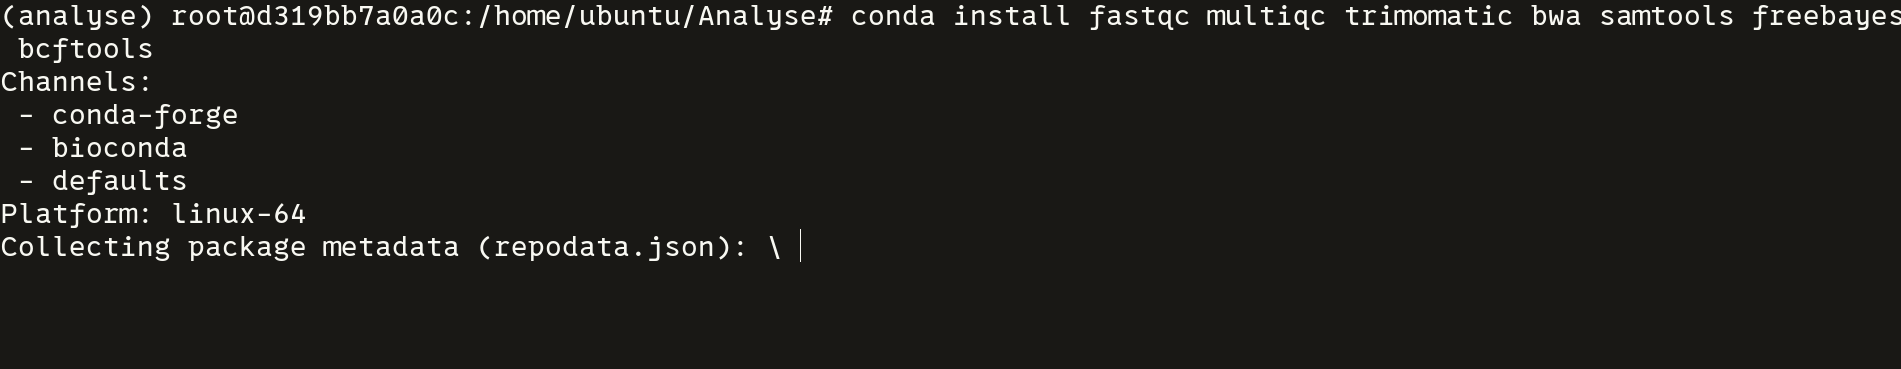 (analyse) root@d319bb7a0a0c:/home/ubuntu/Analyse# conda install fastqc multiqc trimomatic bwa samtools freebayes
 bcftools
Channels:
 - conda-forge
 - bioconda
 - defaults
Platform: linux-64
Collecting package metadata (repodata.json): \